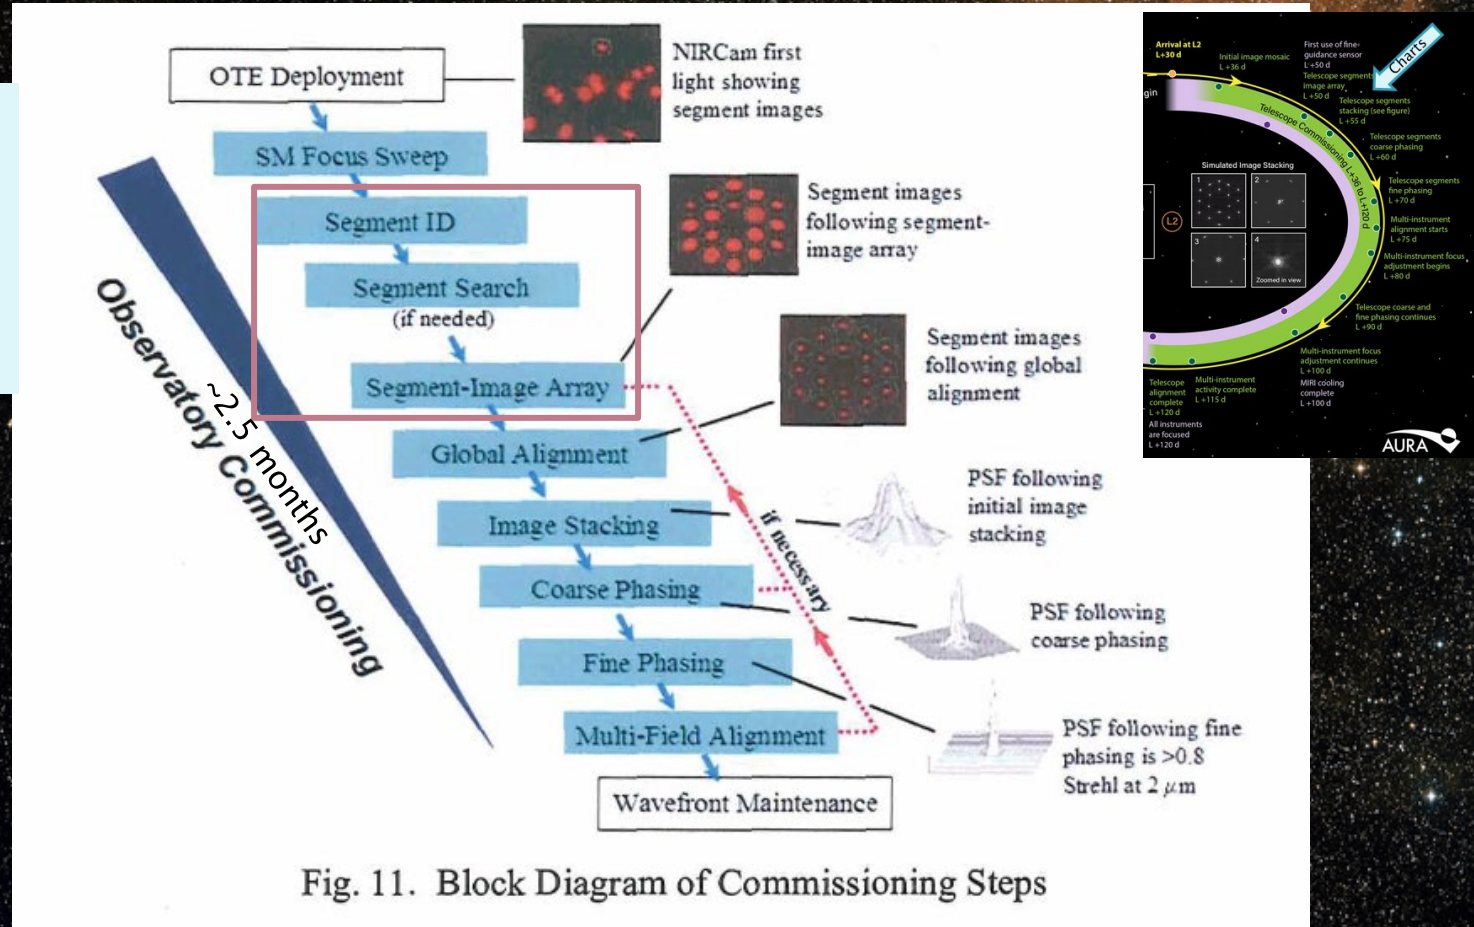 OTE Deployment
SM Focus Sweep
Segment ID
Segment Search
(if needed)
Segment-Image Array
Global Alignment
Image Stacking
Coarse Phasing
Fine Phasing
Multi-Field Alignment
Wavefront Maintenance
NIRCam first
light showing
segment images
Segment images
following segment-
image array
Segment images
following global
alignment
PSF following
initial image
stacking
PSF following
coarse phasing
PSF following fine
phasing is >0.8
Strehl at 2 μm
if necessary
Observatory Commissioning
~2.5 months
Fig. 11. Block Diagram of Commissioning Steps
Arrival at L2
L+30 d
Initial image mosaic
L +36 d
First use of fine-
guidance sensor
L+50 d
Telescope segments
image array
L +50 d
Charts
Telescope segments
stacking (see figure)
L +55 d
Telescope segments
coarse phasing
L +60 d
Telescope segments
fine phasing
L +70 d
Multi-instrument
alignment starts
L +75 d
Multi-instrument focus
adjustment begins
L +80 d
Telescope coarse and
fine phasing continues
L +90 d
Multi-instrument focus
adjustment continues
L +100 d
MIRI cooling
complete
L +100 d
Multi-instrument
activity complete
L +115 d
Telescope
alignment
complete
L +120 d
All instruments
are focused
L +120 d
Telescope Commissioning L+36 to L+120 d
gin
L2
Simulated Image Stacking
1
2
3
4
Zoomed in view
AURA